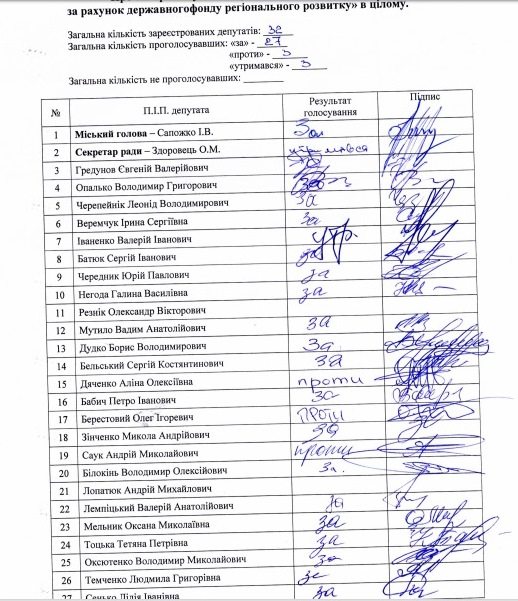 за рахунок державногофонду регіонального розвитку» в цілому.
Загальна кількість зареєстрованих депутатів: 32
Загальна кількість проголосувавших: «за» - 27
«проти» - 3
«утримався» - 3
Загальна кількість не проголосувавших:
№ П.І.П. депутата Результат голосування Підпис
1 Міський голова – Сапожко І.В. За
2 Секретар ради – Здоровець О.М. утримався
3 Гредунов Євгеній Валерійович За
4 Опалько Володимир Григорович За
5 Черепейнік Леонід Володимирович За
6 Веремчук Ірина Сергіївна За
7 Іваненко Валерій Іванович утр.
8 Батюк Сергій Іванович за
9 Чередник Юрій Павлович за
10 Негода Галина Василівна за
11 Резнік Олександр Вікторович
12 Мутило Вадим Анатолійович за
13 Дудко Борис Володимирович За
14 Бельський Сергій Костянтинович за
15 Дяченко Аліна Олексіївна проти
16 Бабич Петро Іванович За
17 Берестовий Олег Ігоревич ПРОТИ
18 Зінченко Микола Андрійович за
19 Саук Андрій Миколайович проти
20 Білокінь Володимир Олексійович За.
21 Лопатюк Андрій Михайлович
22 Лемпіцький Валерій Анатолійович За
23 Мельник Оксана Миколаївна за
24 Тоцька Тетяна Петрівна за
25 Оксютенко Володимир Миколайович за
26 Темченко Людмила Григорівна за
27 Сенько Лідія Іванівна за